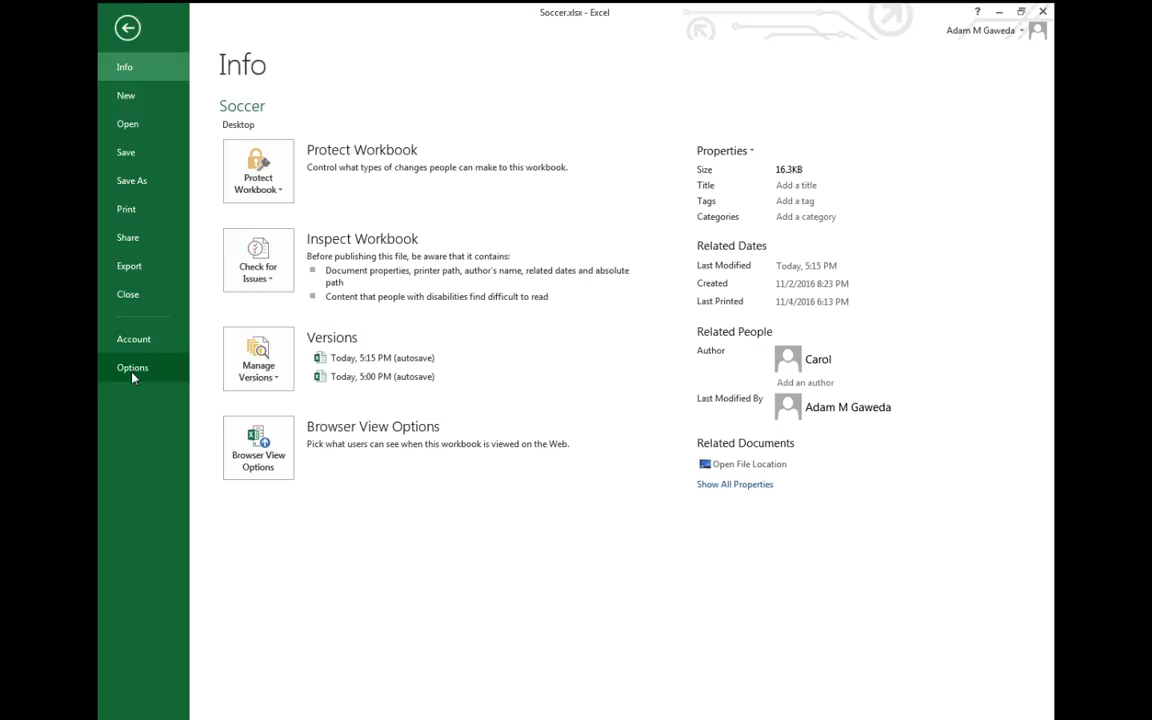 Soccer.xlsx - Excel
?
Adam M Gaweda
Info
New
Open
Save
Save As
Print
Share
Export
Close
Account
Options
Info
Soccer
Desktop
Protect
Workbook
Protect Workbook
Control what types of changes people can make to this workbook.
Check for
Issues
Inspect Workbook
Before publishing this file, be aware that it contains:
Document properties, printer path, author's name, related dates and absolute
path
Content that people with disabilities find difficult to read
Manage
Versions
Versions
Today, 5:15 PM (autosave)
Today, 5:00 PM (autosave)
Browser View
Options
Browser View Options
Pick what users can see when this workbook is viewed on the Web.
Properties
Size 16.3KB
Title Add a title
Tags Add a tag
Categories Add a category
Related Dates
Last Modified Today, 5:15 PM
Created 11/2/2016 8:23 PM
Last Printed 11/4/2016 6:13 PM
Related People
Author Carol
Add an author
Last Modified By Adam M Gaweda
Related Documents
Open File Location
Show All Properties